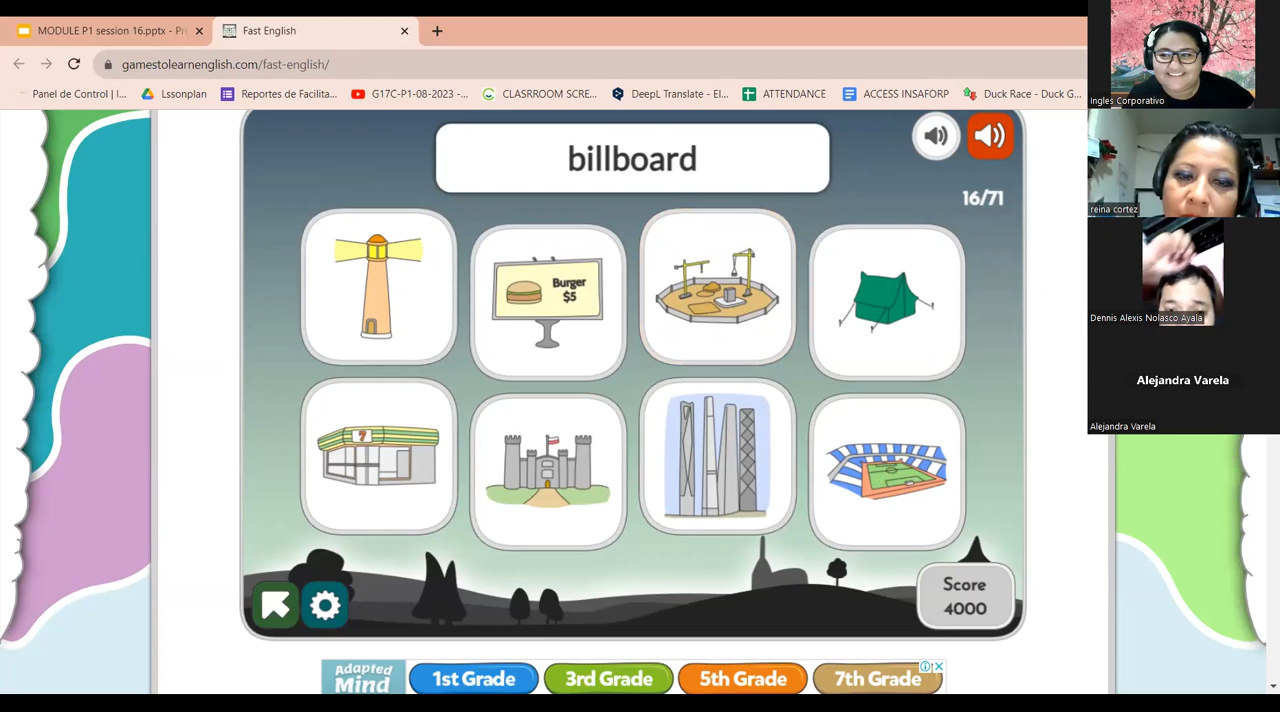 MODULE P1 session 16.pptx - Pre
Fast English
gamestolearnenglish.com/fast-english/
Panel de Control | I...
Lssonplan
Reportes de Facilita...
G17C-P1-08-2023 -...
CLASRROOM SCRE...
DeepL Translate - El...
ATTENDANCE
ACCESS INSAFORP
Duck Race - Duck G...
Ingles Corporativo
reina cortez
Dennis Alexis Nolasco Ayala
Alejandra Varela
Alejandra Varela
billboard
16/71
Burger
$5
7
Score
4000
Adapted
Mind
1st Grade
3rd Grade
5th Grade
7th Grade